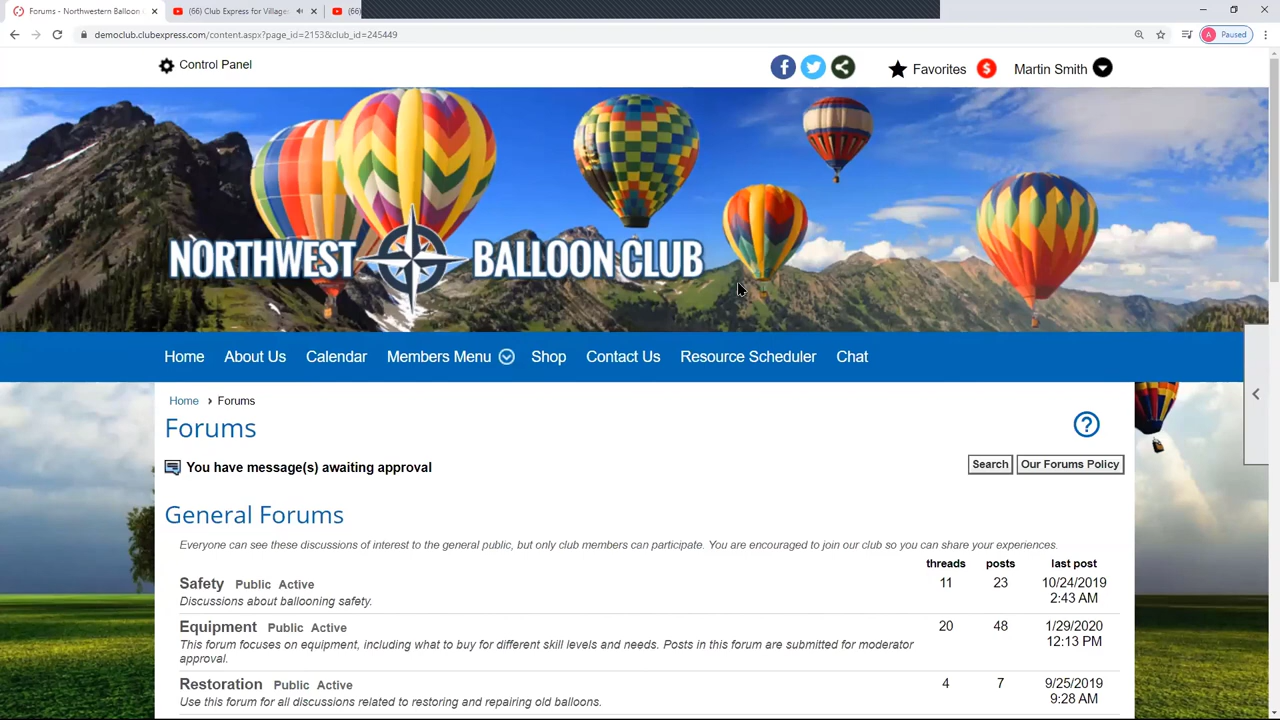 Forums - Northwestern Balloon
(66) Club Express for Village
(66)
democlub.clubexpress.com/content.aspx?page_id=2153&club_id=245449
A Paused
Control Panel
Favorites
$
Martin Smith
NORTHWEST BALLOON CLUB
Home About Us Calendar Members Menu Shop Contact Us Resource Scheduler Chat
Home › Forums
Forums
?
You have message(s) awaiting approval
Search Our Forums Policy
General Forums
Everyone can see these discussions of interest to the general public, but only club members can participate. You are encouraged to join our club so you can share your experiences.
threads posts last post
Safety Public Active 11 23 10/24/2019
Discussions about ballooning safety. 2:43 AM
Equipment Public Active 20 48 1/29/2020
12:13 PM
This forum focuses on equipment, including what to buy for different skill levels and needs. Posts in this forum are submitted for moderator
approval.
Restoration Public Active 4 7 9/25/2019
Use this forum for all discussions related to restoring and repairing old balloons. 9:28 AM